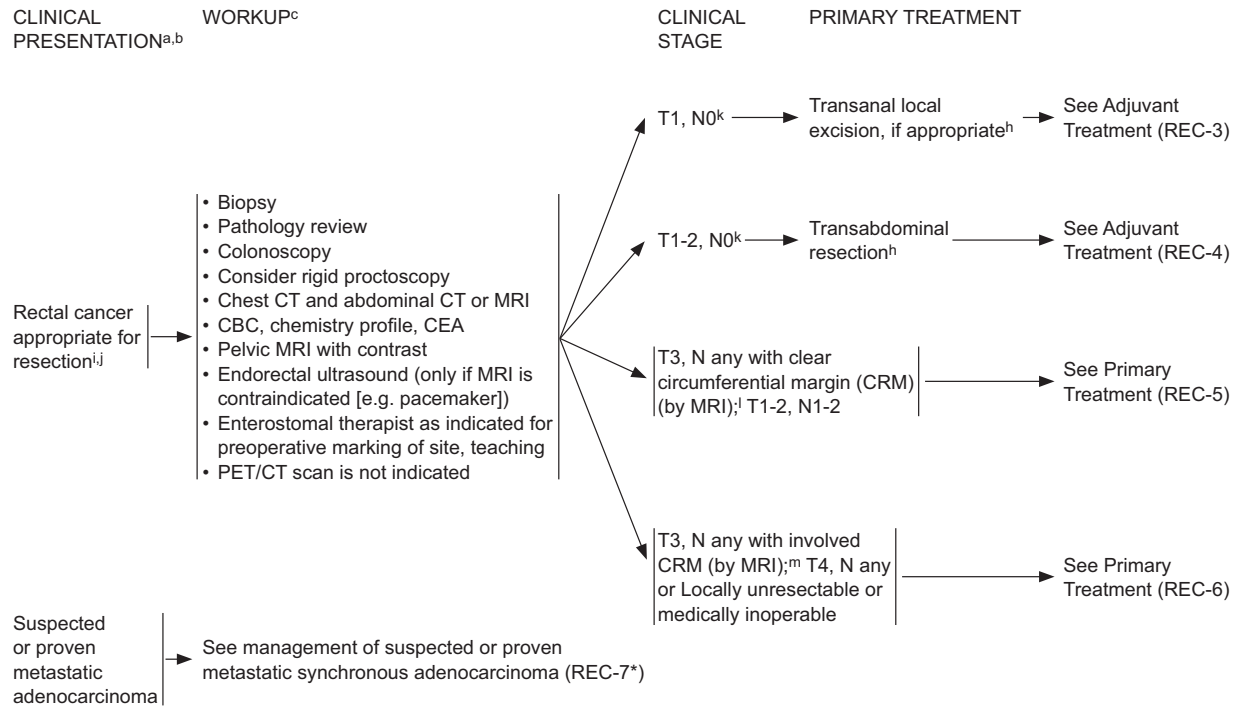 CLINICAL
PRESENTATIONa,b
WORKUPc
CLINICAL
STAGE
PRIMARY TREATMENT
Rectal cancer
appropriate for
resectioni,j
• Biopsy
• Pathology review
• Colonoscopy
• Consider rigid proctoscopy
• Chest CT and abdominal CT or MRI
• CBC, chemistry profile, CEA
• Pelvic MRI with contrast
• Endorectal ultrasound (only if MRI is
contraindicated [e.g. pacemaker])
• Enterostomal therapist as indicated for
preoperative marking of site, teaching
• PET/CT scan is not indicated
T1, N0k
Transanal local
excision, if appropriateh
See Adjuvant
Treatment (REC-3)
T1-2, N0k
Transabdominal
resectionh
See Adjuvant
Treatment (REC-4)
T3, N any with clear
circumferential margin (CRM)
(by MRI);l T1-2, N1-2
See Primary
Treatment (REC-5)
T3, N any with involved
CRM (by MRI);m T4, N any
or Locally unresectable or
medically inoperable
See Primary
Treatment (REC-6)
Suspected
or proven
metastatic
adenocarcinoma
See management of suspected or proven
metastatic synchronous adenocarcinoma (REC-7*)